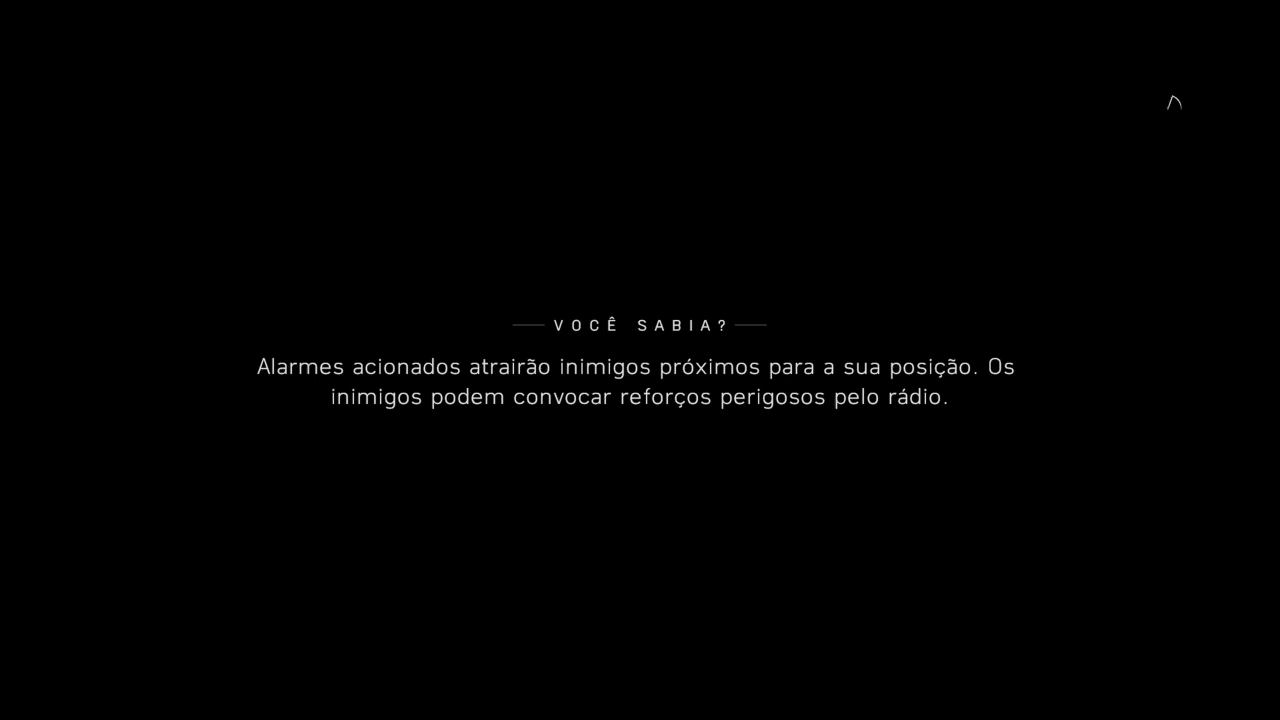 VOCÊ SABIA?
Alarmes acionados atrairão inimigos próximos para a sua posição. Os
inimigos podem convocar reforços perigosos pelo rádio.